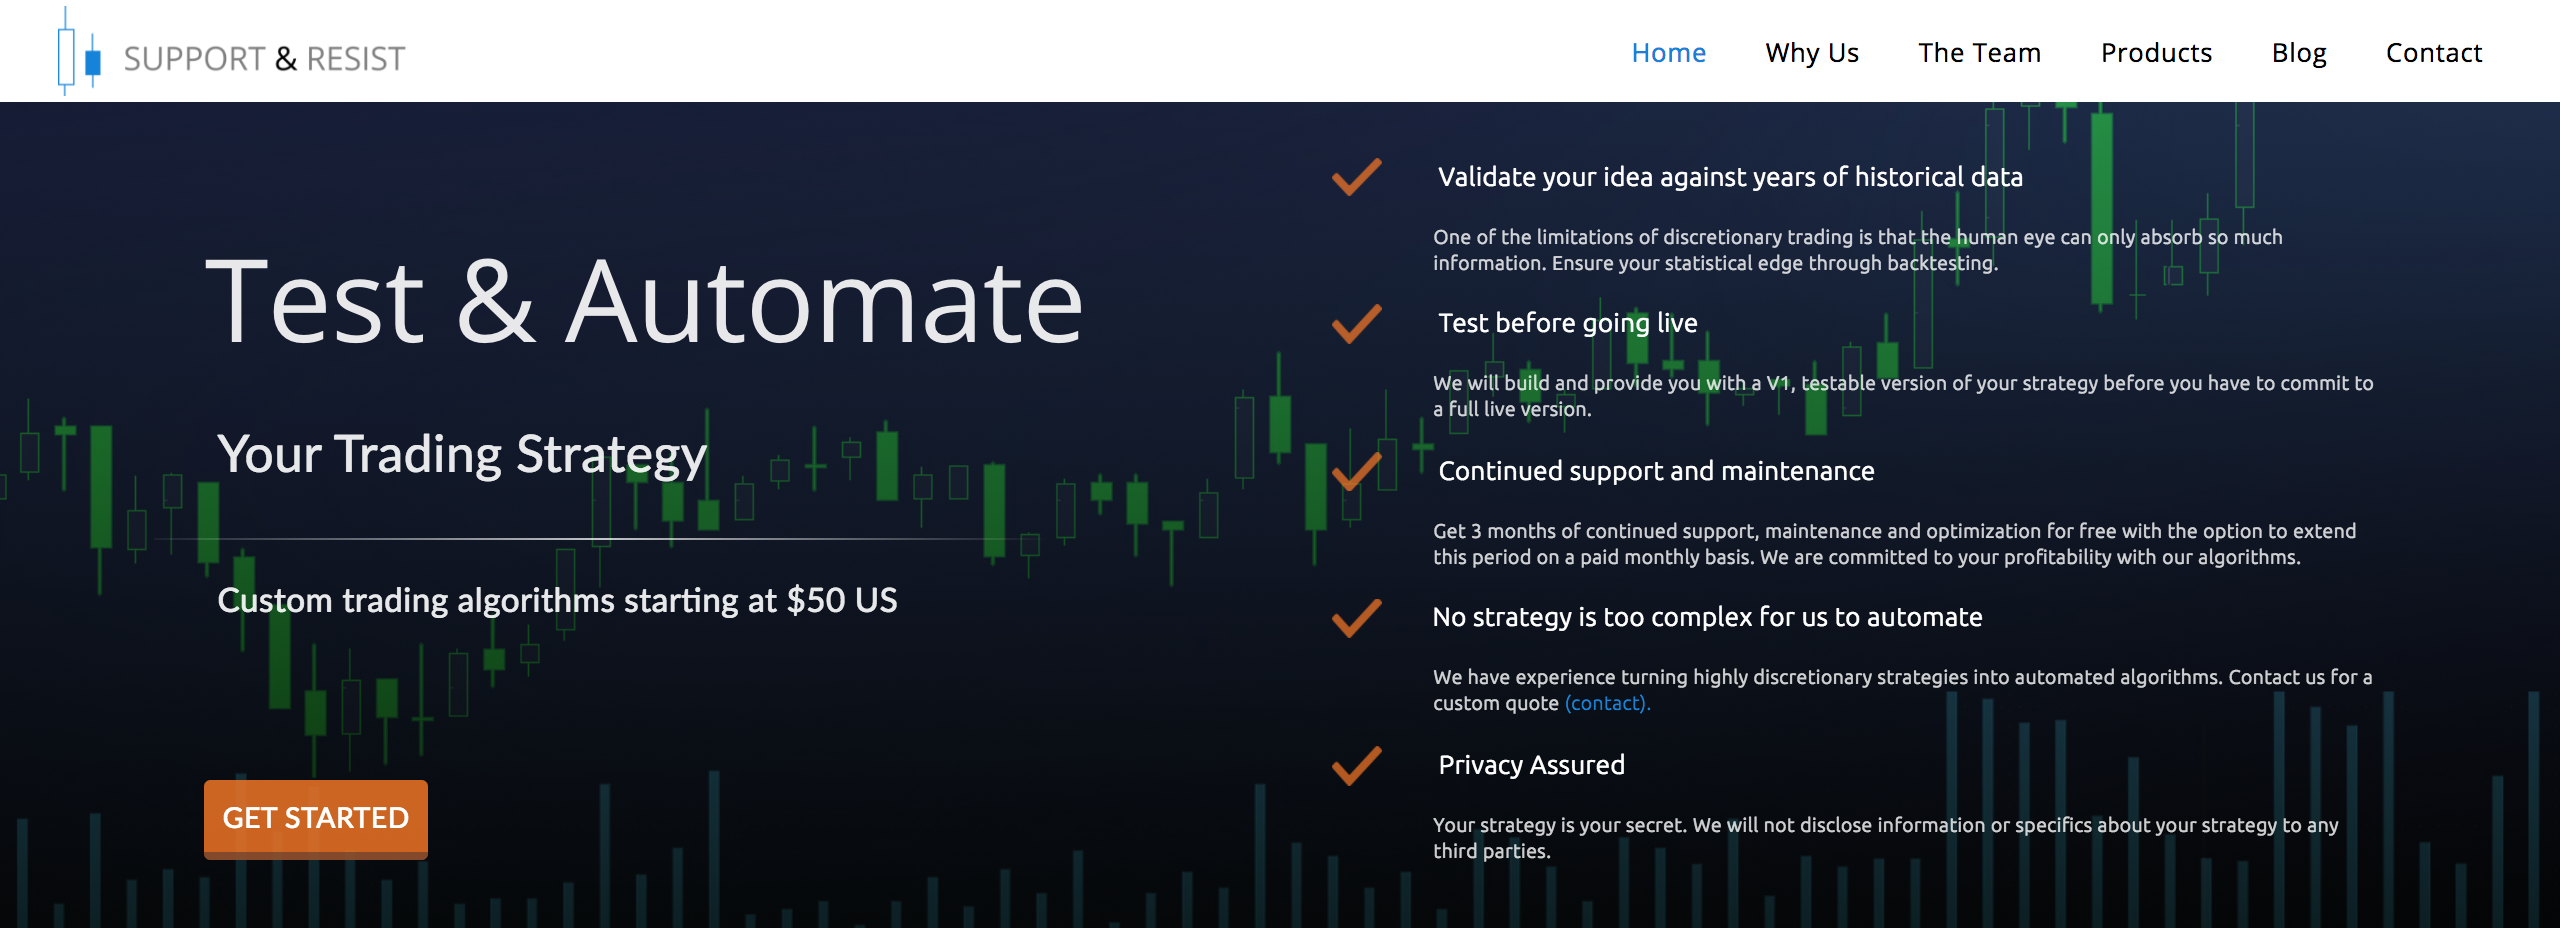 SUPPORT & RESIST
Home Why Us The Team Products Blog Contact
Test & Automate
Your Trading Strategy
Custom trading algorithms starting at $50 US
GET STARTED
Validate your idea against years of historical data
One of the limitations of discretionary trading is that the human eye can only absorb so much
information. Ensure your statistical edge through backtesting.
Test before going live
We will build and provide you with a V1, testable version of your strategy before you have to commit to
a full live version.
Continued support and maintenance
Get 3 months of continued support, maintenance and optimization for free with the option to extend
this period on a paid monthly basis. We are committed to your profitability with our algorithms.
No strategy is too complex for us to automate
We have experience turning highly discretionary strategies into automated algorithms. Contact us for a
custom quote (contact).
Privacy Assured
Your strategy is your secret. We will not disclose information or specifics about your strategy to any
third parties.